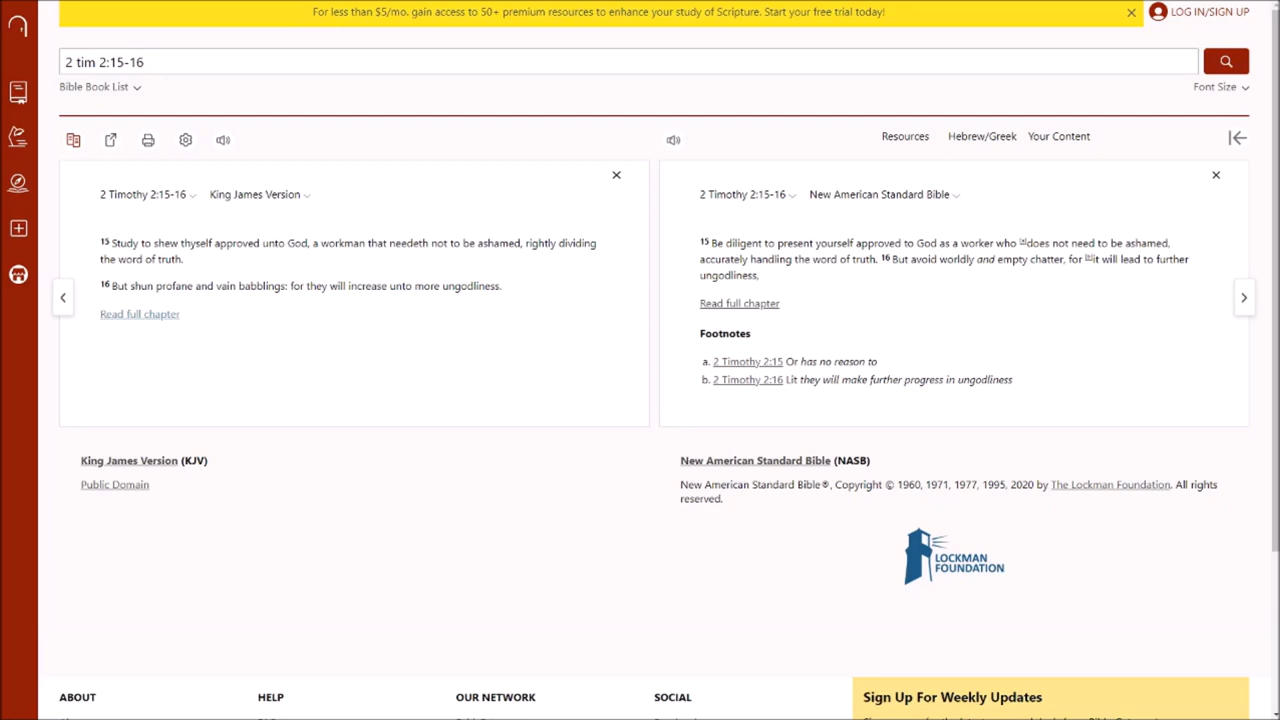 For less than $5/mo. gain access to 50+ premium resources to enhance your study of Scripture. Start your free trial today!
LOG IN/SIGN UP
2 tim 2:15-16
Bible Book List
Font Size
Resources Hebrew/Greek Your Content
2 Timothy 2:15-16 King James Version
15 Study to shew thyself approved unto God, a workman that needeth not to be ashamed, rightly dividing
the word of truth.
16 But shun profane and vain babblings: for they will increase unto more ungodliness.
Read full chapter
2 Timothy 2:15-16 New American Standard Bible
15 Be diligent to present yourself approved to God as a worker who [a]does not need to be ashamed,
accurately handling the word of truth. 16 But avoid worldly and empty chatter, for [b]it will lead to further
ungodliness,
Read full chapter
Footnotes
a. 2 Timothy 2:15 Or has no reason to
b. 2 Timothy 2:16 Lit they will make further progress in ungodliness
King James Version (KJV)
Public Domain
New American Standard Bible (NASB)
New American Standard Bible®, Copyright © 1960, 1971, 1977, 1995, 2020 by The Lockman Foundation. All rights
reserved.
LOCKMAN
FOUNDATION
ABOUT
HELP
OUR NETWORK
SOCIAL
Sign Up For Weekly Updates